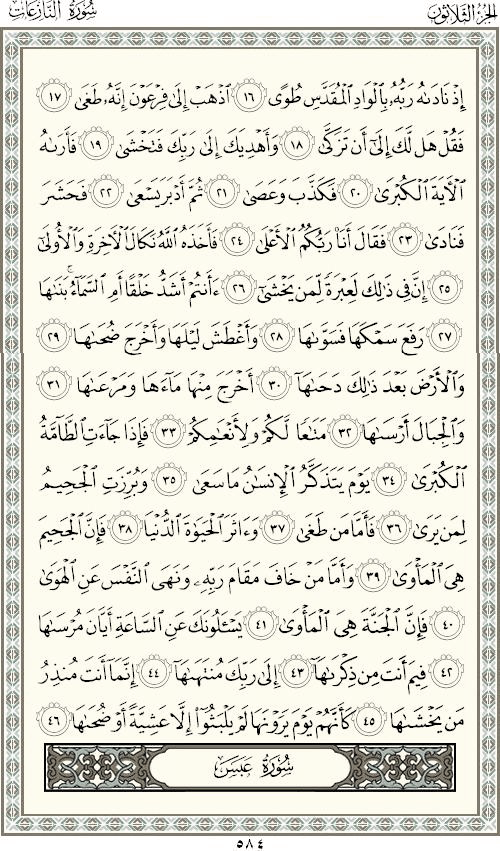 الجزء الثلاثون
سورة النازعات
إِذْ نَادَىٰهُ رَبُّهُۥ بِٱلْوَادِ ٱلْمُقَدَّسِ طُوًى ١٦ ٱذْهَبْ إِلَىٰ فِرْعَوْنَ إِنَّهُۥ طَغَىٰ ١٧
فَقُلْ هَل لَّكَ إِلَىٰٓ أَن تَزَكَّىٰ ١٨ وَأَهْدِيَكَ إِلَىٰ رَبِّكَ فَتَخْشَىٰ ١٩ فَأَرَىٰهُ
ٱلْـَٔايَةَ ٱلْكُبْرَىٰ ٢٠ فَكَذَّبَ وَعَصَىٰ ٢١ ثُمَّ أَدْبَرَ يَسْعَىٰ ٢٢ فَحَشَرَ
فَنَادَىٰ ٢٣ فَقَالَ أَنَا۠ رَبُّكُمُ ٱلْأَعْلَىٰ ٢٤ فَأَخَذَهُ ٱللَّهُ نَكَالَ ٱلْـَٔاخِرَةِ وَٱلْأُولَىٰٓ
٢٥ إِنَّ فِى ذَٰلِكَ لَعِبْرَةً لِّمَن يَخْشَىٰٓ ٢٦ ءَأَنتُمْ أَشَدُّ خَلْقًا أَمِ ٱلسَّمَآءُ ۚ بَنَىٰهَا
٢٧ رَفَعَ سَمْكَهَا فَسَوَّىٰهَا ٢٨ وَأَغْطَشَ لَيْلَهَا وَأَخْرَجَ ضُحَىٰهَا ٢٩
وَٱلْأَرْضَ بَعْدَ ذَٰلِكَ دَحَىٰهَآ ٣٠ أَخْرَجَ مِنْهَا مَآءَهَا وَمَرْعَىٰهَا ٣١
وَٱلْجِبَالَ أَرْسَىٰهَا ٣٢ مَتَٰعًا لَّكُمْ وَلِأَنْعَٰمِكُمْ ٣٣ فَإِذَا جَآءَتِ ٱلطَّآمَّةُ
ٱلْكُبْرَىٰ ٣٤ يَوْمَ يَتَذَكَّرُ ٱلْإِنسَٰنُ مَا سَعَىٰ ٣٥ وَبُرِّزَتِ ٱلْجَحِيمُ
لِمَن يَرَىٰ ٣٦ فَأَمَّا مَن طَغَىٰ ٣٧ وَءَاثَرَ ٱلْحَيَوٰةَ ٱلدُّنْيَا ٣٨ فَإِنَّ ٱلْجَحِيمَ
هِىَ ٱلْمَأْوَىٰ ٣٩ وَأَمَّا مَنْ خَافَ مَقَامَ رَبِّهِۦ وَنَهَى ٱلنَّفْسَ عَنِ ٱلْهَوَىٰ
٤٠ فَإِنَّ ٱلْجَنَّةَ هِىَ ٱلْمَأْوَىٰ ٤١ يَسْـَٔلُونَكَ عَنِ ٱلسَّاعَةِ أَيَّانَ مُرْسَىٰهَا
٤٢ فِيمَ أَنتَ مِن ذِكْرَىٰهَآ ٤٣ إِلَىٰ رَبِّكَ مُنتَهَىٰهَآ ٤٤ إِنَّمَآ أَنتَ مُنذِرُ
مَن يَخْشَىٰهَا ٤٥ كَأَنَّهُمْ يَوْمَ يَرَوْنَهَا لَمْ يَلْبَثُوٓا۟ إِلَّا عَشِيَّةً أَوْ ضُحَىٰهَا ٤٦
سُورَةُ عَبَسَ
٥٨٤